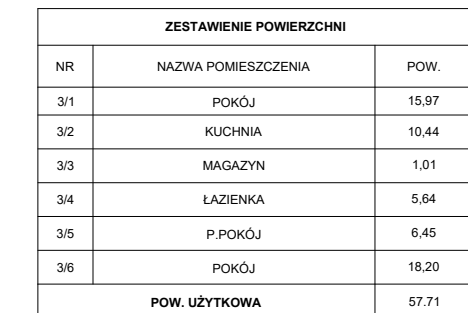 ZESTAWIENIE POWIERZCHNI
NR NAZWA POMIESZCZENIA POW.
3/1 POKÓJ 15,97
3/2 KUCHNIA 10,44
3/3 MAGAZYN 1,01
3/4 ŁAZIENKA 5,64
3/5 P.POKÓJ 6,45
3/6 POKÓJ 18,20
POW. UŻYTKOWA 57.71